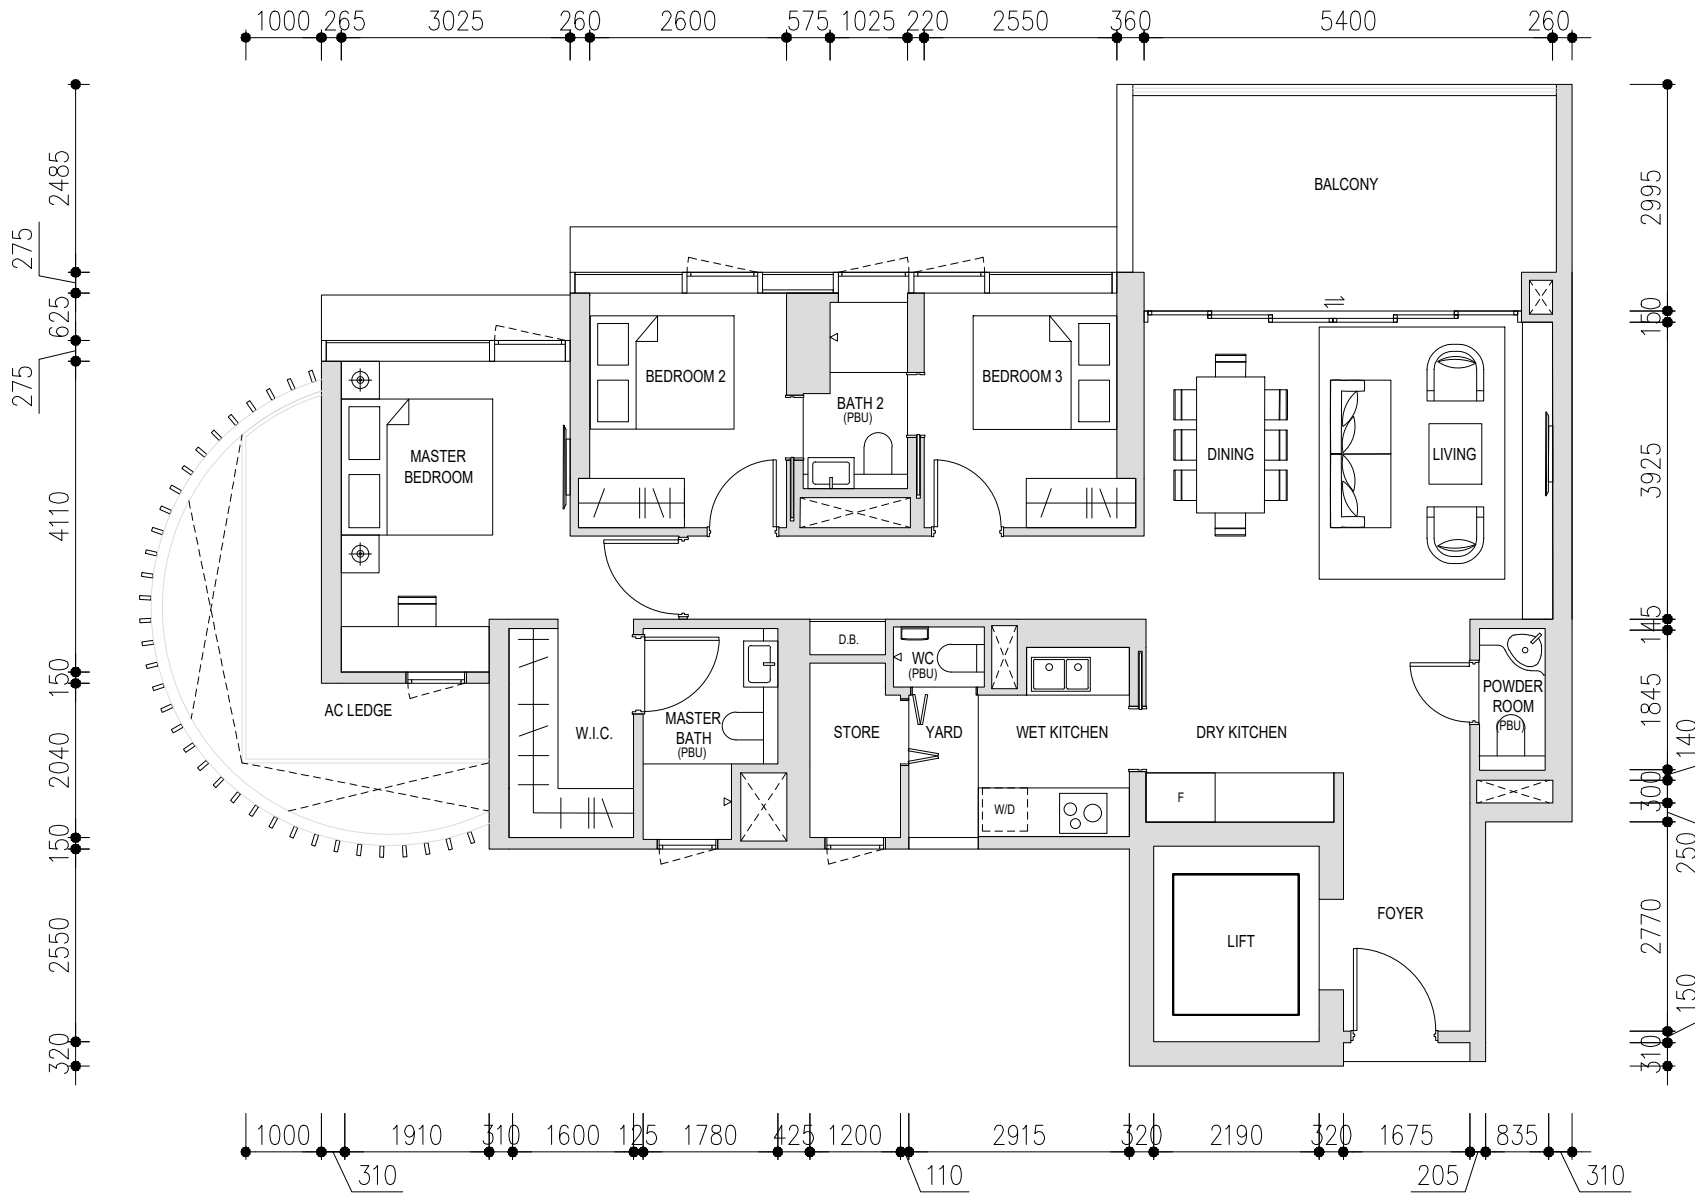 1000
265
3025
260
2600
575
1025
220
2550
360
5400
260
2485
275
625
275
4110
150
2040
150
2550
320
2995
150
3925
145
1845
140
300
250
2770
150
310
BALCONY
BEDROOM 2
BATH 2
(PBU)
BEDROOM 3
MASTER
BEDROOM
DINING
LIVING
D.B.
WC
(PBU)
AC LEDGE
W.I.C.
MASTER
BATH
(PBU)
STORE
YARD
WET KITCHEN
DRY KITCHEN
POWDER
ROOM
(PBU)
W/D
F
LIFT
FOYER
1000
310
1910
310
1600
125
1780
425
1200
110
2915
320
2190
320
1675
205
835
310